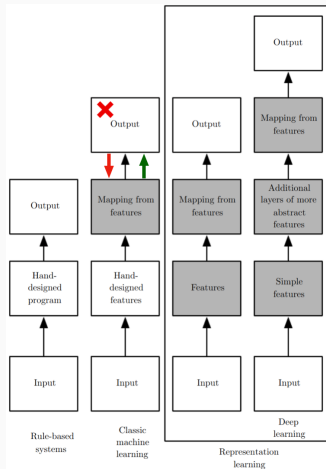 Output
Output
Output
Mapping from
features
Output
Mapping from
features
Mapping from
features
Additional
layers of more
abstract
features
Hand-
designed
program
Hand-
designed
features
Features
Simple
features
Input
Input
Input
Input
Rule-based
systems
Classic
machine
learning
Representation
learning
Deep
learning